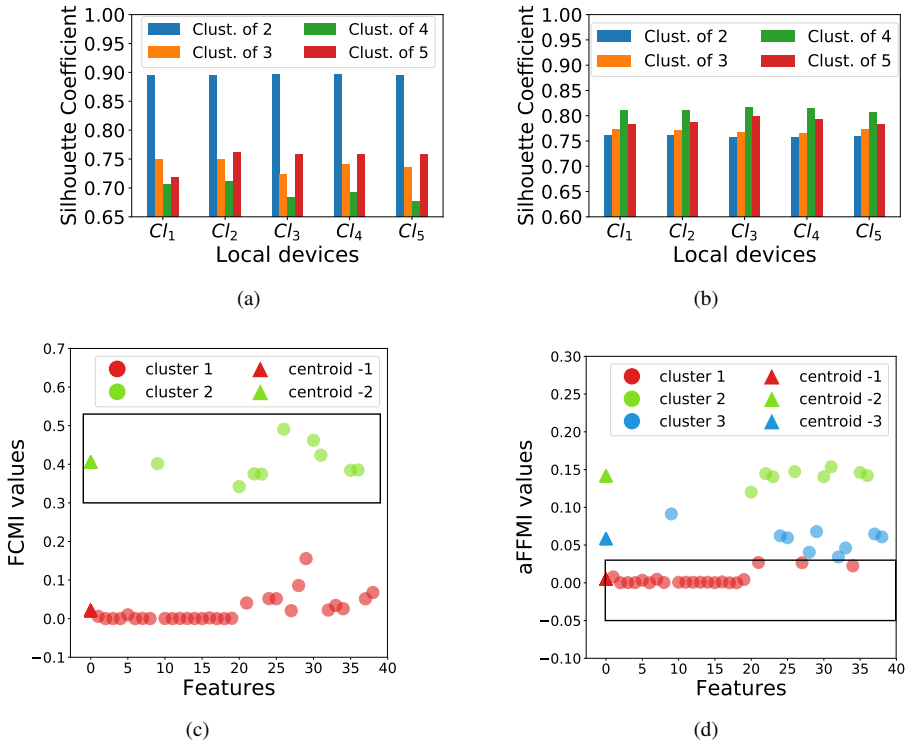 1.00
0.95
0.90
0.85
0.80
0.75
0.70
0.65
Silhouette Coefficient
Clust. of 2
Clust. of 3
Clust. of 4
Clust. of 5
Cl1 Cl2 Cl3 Cl4 Cl5
Local devices
(a)
1.00
0.95
0.90
0.85
0.80
0.75
0.70
0.65
0.60
Silhouette Coefficient
Clust. of 2
Clust. of 3
Clust. of 4
Clust. of 5
Cl1 Cl2 Cl3 Cl4 Cl5
Local devices
(b)
0.7
0.6
0.5
0.4
0.3
0.2
0.1
0.0
−0.1
FCMI values
cluster 1
cluster 2
centroid -1
centroid -2
0 5 10 15 20 25 30 35 40
Features
(c)
0.30
0.25
0.20
0.15
0.10
0.05
0.00
−0.05
−0.10
aFFMI values
cluster 1
cluster 2
cluster 3
centroid -1
centroid -2
centroid -3
0 5 10 15 20 25 30 35 40
Features
(d)